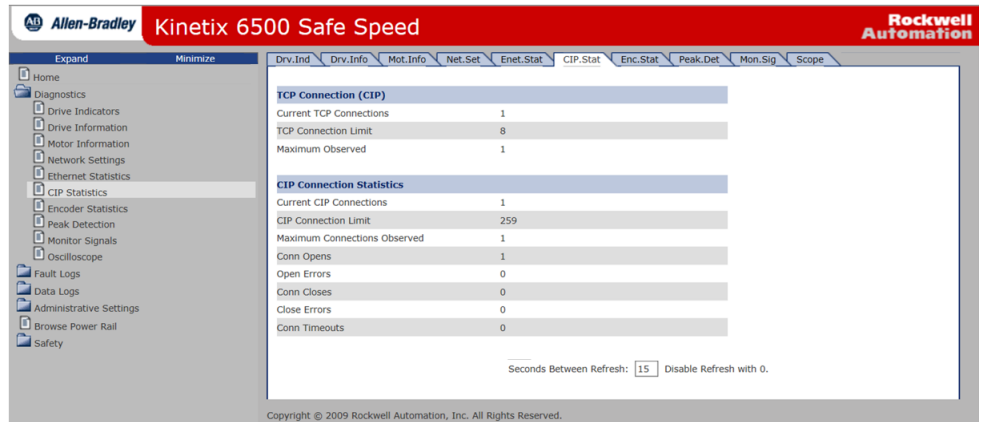 AB Allen-Bradley
Kinetix 6500 Safe Speed
Rockwell
Automation
Expand Minimize
Home
Diagnostics
Drive Indicators
Drive Information
Motor Information
Network Settings
Ethernet Statistics
CIP Statistics
Encoder Statistics
Peak Detection
Monitor Signals
Oscilloscope
Fault Logs
Data Logs
Administrative Settings
Browse Power Rail
Safety
Drv.Ind Drv.Info Mot.Info Net.Set Enet.Stat CIP.Stat Enc.Stat Peak.Det Mon.Sig Scope
TCP Connection (CIP)
Current TCP Connections 1
TCP Connection Limit 8
Maximum Observed 1
CIP Connection Statistics
Current CIP Connections 1
CIP Connection Limit 259
Maximum Connections Observed 1
Conn Opens 1
Open Errors 0
Conn Closes 0
Close Errors 0
Conn Timeouts 0
Seconds Between Refresh: 15 Disable Refresh with 0.
Copyright © 2009 Rockwell Automation, Inc. All Rights Reserved.